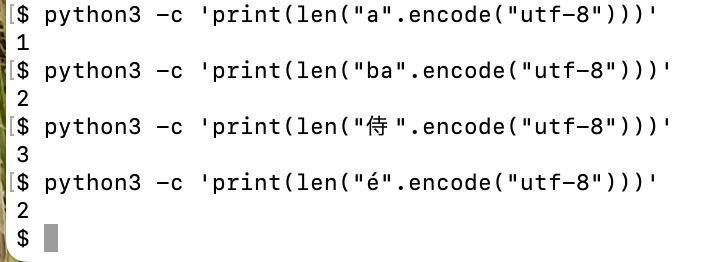 [$ python3 -c 'print(len("a".encode("utf-8")))'
1
[$ python3 -c 'print(len("ba".encode("utf-8")))'
2
[$ python3 -c 'print(len("侍".encode("utf-8")))'
3
[$ python3 -c 'print(len("é".encode("utf-8")))'
2
$